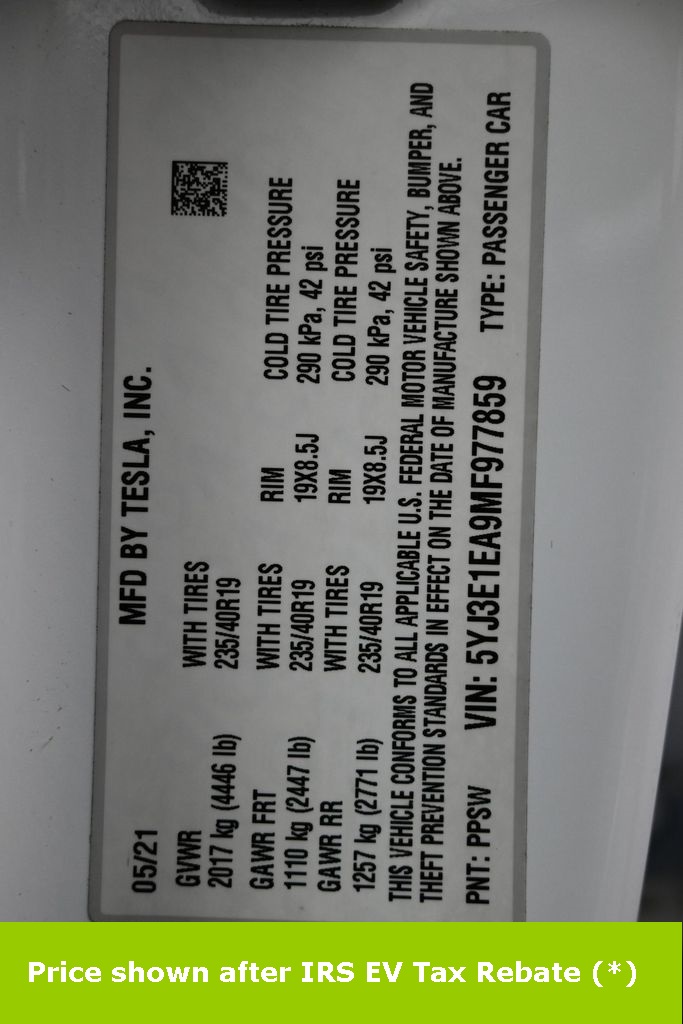 MFD BY TESLA, INC.
05/21
GVWR WITH TIRES
2017 kg (4446 lb) 235/40R19
GAWR FRT WITH TIRES RIM COLD TIRE PRESSURE
1110 kg (2447 lb) 235/40R19 19X8.5J 290 kPa, 42 psi
GAWR RR WITH TIRES RIM COLD TIRE PRESSURE
1257 kg (2771 lb) 235/40R19 19X8.5J 290 kPa, 42 psi
THIS VEHICLE CONFORMS TO ALL APPLICABLE U.S. FEDERAL MOTOR VEHICLE SAFETY, BUMPER, AND
THEFT PREVENTION STANDARDS IN EFFECT ON THE DATE OF MANUFACTURE SHOWN ABOVE.
PNT: PPSW VIN: 5YJ3E1EA9MF977859 TYPE: PASSENGER CAR
Price shown after IRS EV Tax Rebate (*)